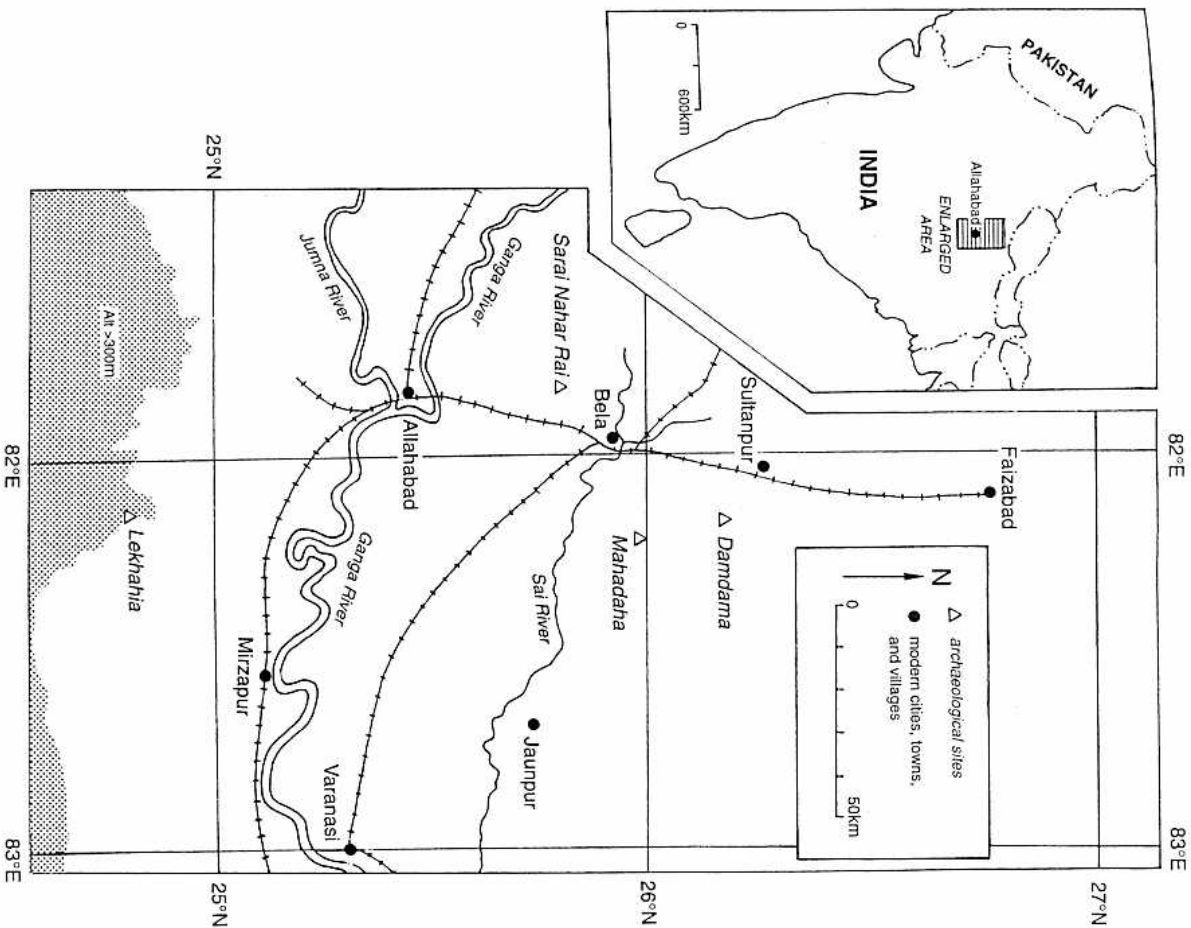 PAKISTAN
INDIA
Allahabad
ENLARGED
AREA
0
600km
N
0
50km
archaeological sites
modern cities, towns,
and villages
82°E
83°E
27°N
26°N
25°N
25°N
82°E
83°E
Faizabad
Sultanpur
Damdama
Mahadaha
Bela
Sarai Nahar Rai
Sai River
Jaunpur
Ganga River
Jumna River
Allahabad
Ganga River
Varanasi
Mirzapur
Alt >300m
Lekhahia